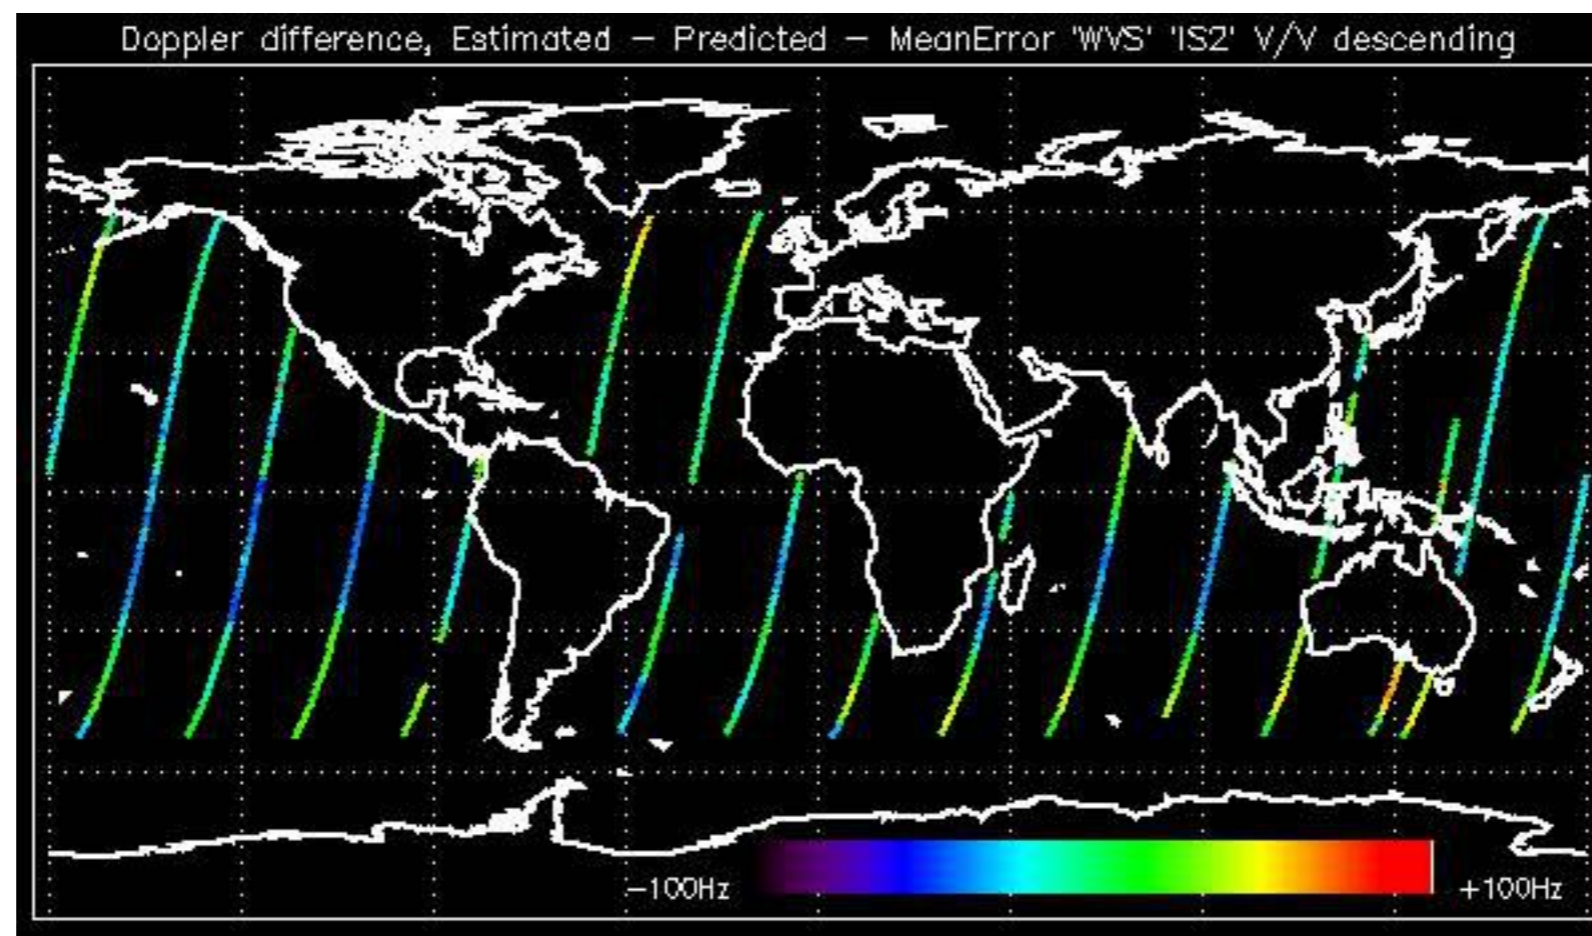 Doppler difference, Estimated - Predicted - MeanError 'WVS' 'IS2' V/V descending
-100Hz +100Hz